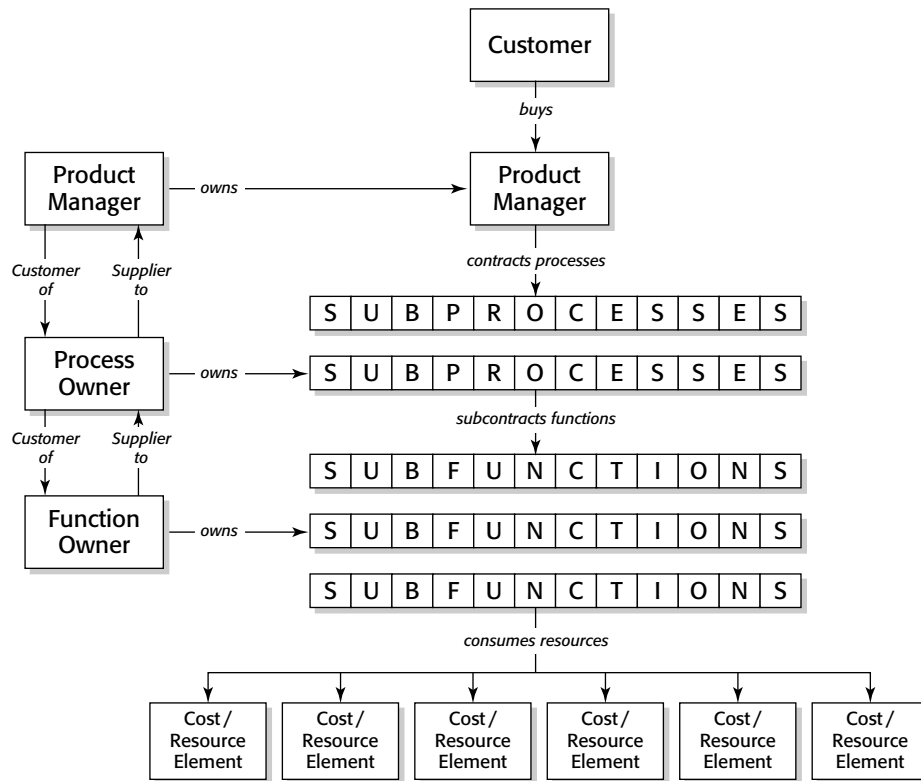 Customer
buys
Product
Manager
owns
Product
Manager
Customer
of
Supplier
to
contracts processes
S U B P R O C E S S E S
Process
Owner
owns
S U B P R O C E S S E S
Customer
of
Supplier
to
subcontracts functions
S U B F U N C T I O N S
Function
Owner
owns
S U B F U N C T I O N S
S U B F U N C T I O N S
consumes resources
Cost/
Resource
Element
Cost/
Resource
Element
Cost/
Resource
Element
Cost/
Resource
Element
Cost/
Resource
Element
Cost/
Resource
Element